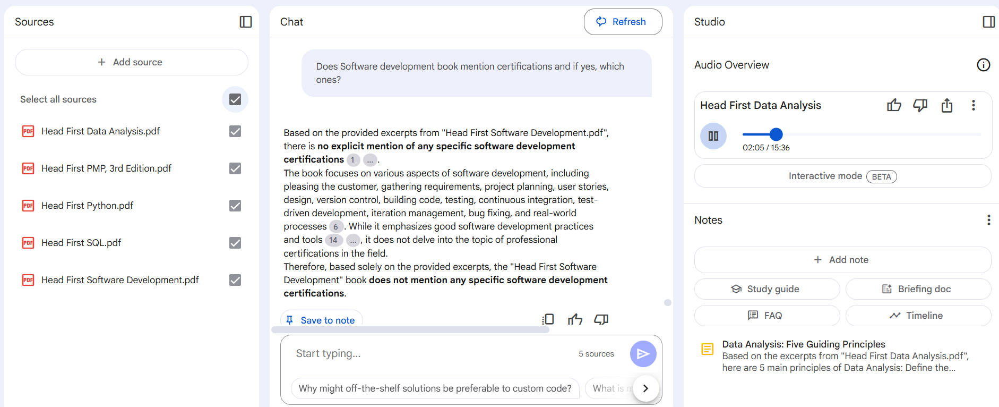 Sources
Add source
Select all sources
PDF Head First Data Analysis.pdf
PDF Head First PMP, 3rd Edition.pdf
PDF Head First Python.pdf
PDF Head First SQL.pdf
PDF Head First Software Development.pdf
Chat
Refresh
Does Software development book mention certifications and if yes, which
ones?
Based on the provided excerpts from "Head First Software Development.pdf",
there is no explicit mention of any specific software development
certifications 1 ... .
The book focuses on various aspects of software development, including
pleasing the customer, gathering requirements, project planning, user stories,
design, version control, building code, testing, continuous integration, test-
driven development, iteration management, bug fixing, and real-world
processes 6 . While it emphasizes good software development practices
and tools 14 ... , it does not delve into the topic of professional
certifications in the field.
Therefore, based solely on the provided excerpts, the "Head First Software
Development" book does not mention any specific software development
certifications.
Save to note
Start typing...
5 sources
Why might off-the-shelf solutions be preferable to custom code?
What is
Studio
Audio Overview
Head First Data Analysis
02:05 / 15:36
Interactive mode BETA
Notes
Add note
Study guide
Briefing doc
FAQ
Timeline
Data Analysis: Five Guiding Principles
Based on the excerpts from "Head First Data Analysis.pdf",
here are 5 main principles of Data Analysis: Define the...